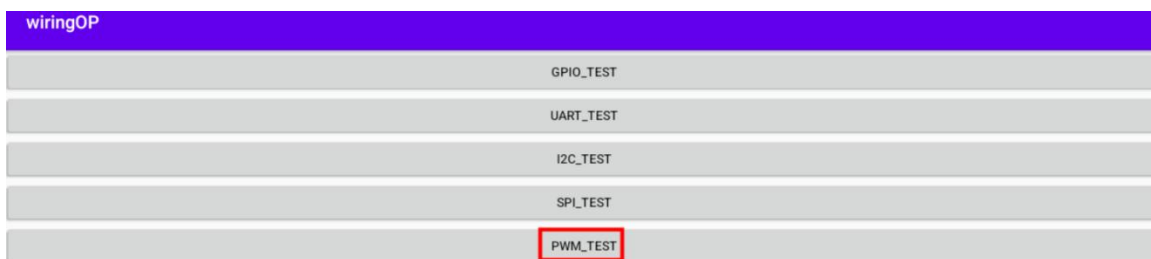 wiringOP
GPIO_TEST
UART_TEST
I2C_TEST
SPI_TEST
PWM_TEST